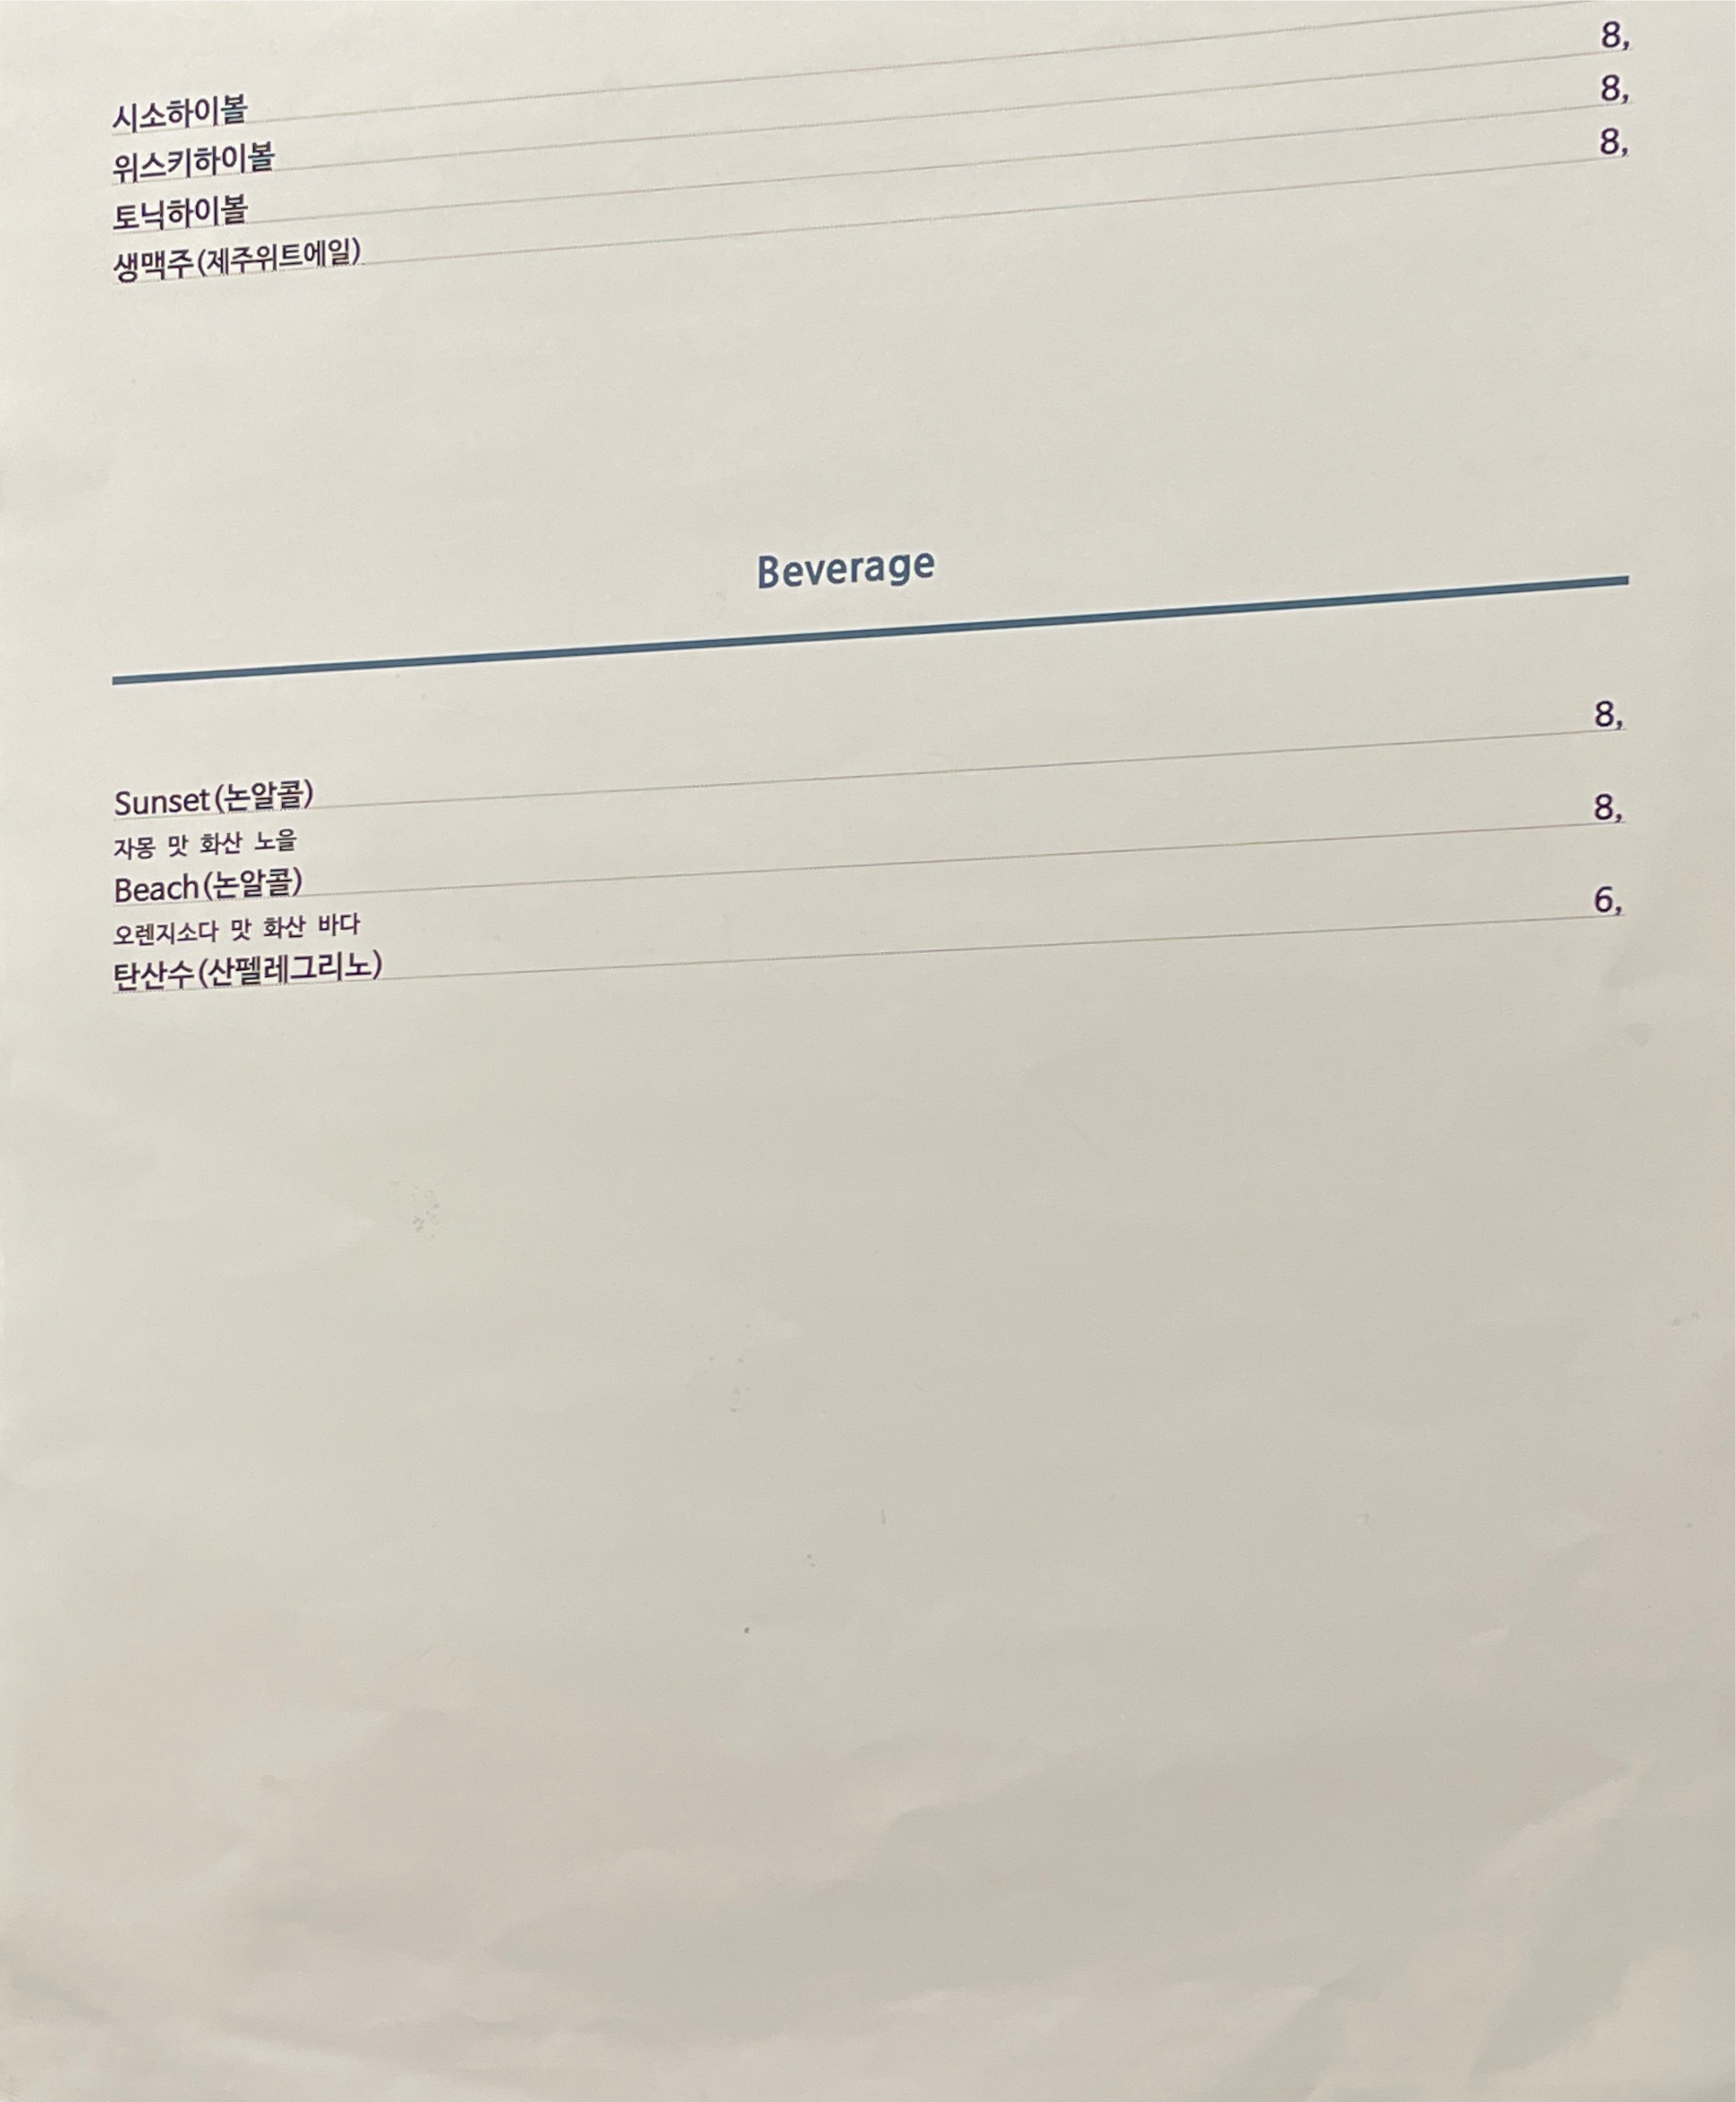 시소하이볼
위스키하이볼 8,
토닉하이볼 8,
생맥주(제주위트에일) 8,
Beverage
Sunset(논알콜) 8,
자몽 맛 화산 노을
Beach(논알콜) 8,
오렌지소다 맛 화산 바다
탄산수(산펠레그리노) 6,